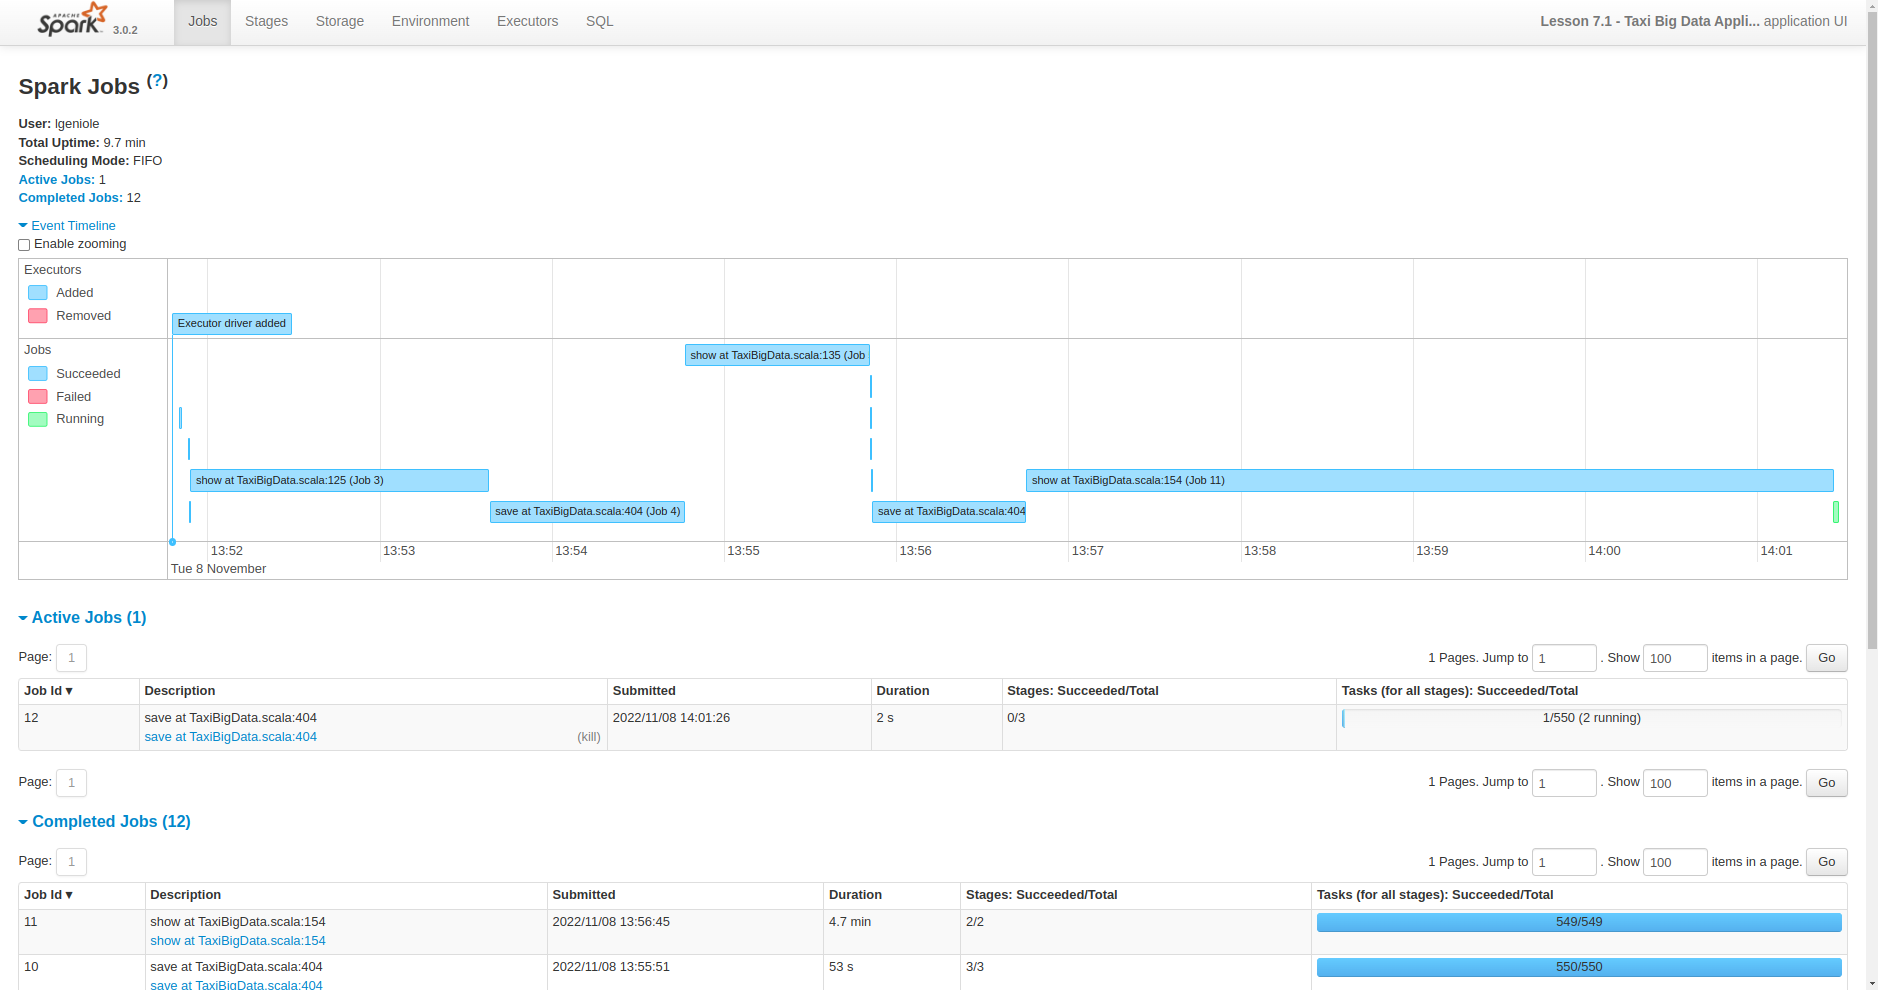 APACHE
Spark 3.0.2
Jobs Stages Storage Environment Executors SQL
Lesson 7.1 - Taxi Big Data Appli... application UI
Spark Jobs (?)
User: lgeniole
Total Uptime: 9.7 min
Scheduling Mode: FIFO
Active Jobs: 1
Completed Jobs: 12
Event Timeline
Enable zooming
Executors
Added
Removed
Executor driver added
Jobs
Succeeded
Failed
Running
show at TaxiBigData.scala:135 (Job
show at TaxiBigData.scala:125 (Job 3)
show at TaxiBigData.scala:154 (Job 11)
save at TaxiBigData.scala:404 (Job 4)
save at TaxiBigData.scala:404
13:52 13:53 13:54 13:55 13:56 13:57 13:58 13:59 14:00 14:01
Tue 8 November
Active Jobs (1)
Page: 1
1 Pages. Jump to 1 . Show 100 items in a page. Go
Job Id ▾ Description Submitted Duration Stages: Succeeded/Total Tasks (for all stages): Succeeded/Total
12 save at TaxiBigData.scala:404 2022/11/08 14:01:26 2 s 0/3 1/550 (2 running)
save at TaxiBigData.scala:404 (kill)
Page: 1
1 Pages. Jump to 1 . Show 100 items in a page. Go
Completed Jobs (12)
Page: 1
1 Pages. Jump to 1 . Show 100 items in a page. Go
Job Id ▾ Description Submitted Duration Stages: Succeeded/Total Tasks (for all stages): Succeeded/Total
11 show at TaxiBigData.scala:154 2022/11/08 13:56:45 4.7 min 2/2 549/549
show at TaxiBigData.scala:154
10 save at TaxiBigData.scala:404 2022/11/08 13:55:51 53 s 3/3 550/550
save at TaxiBigData.scala:404